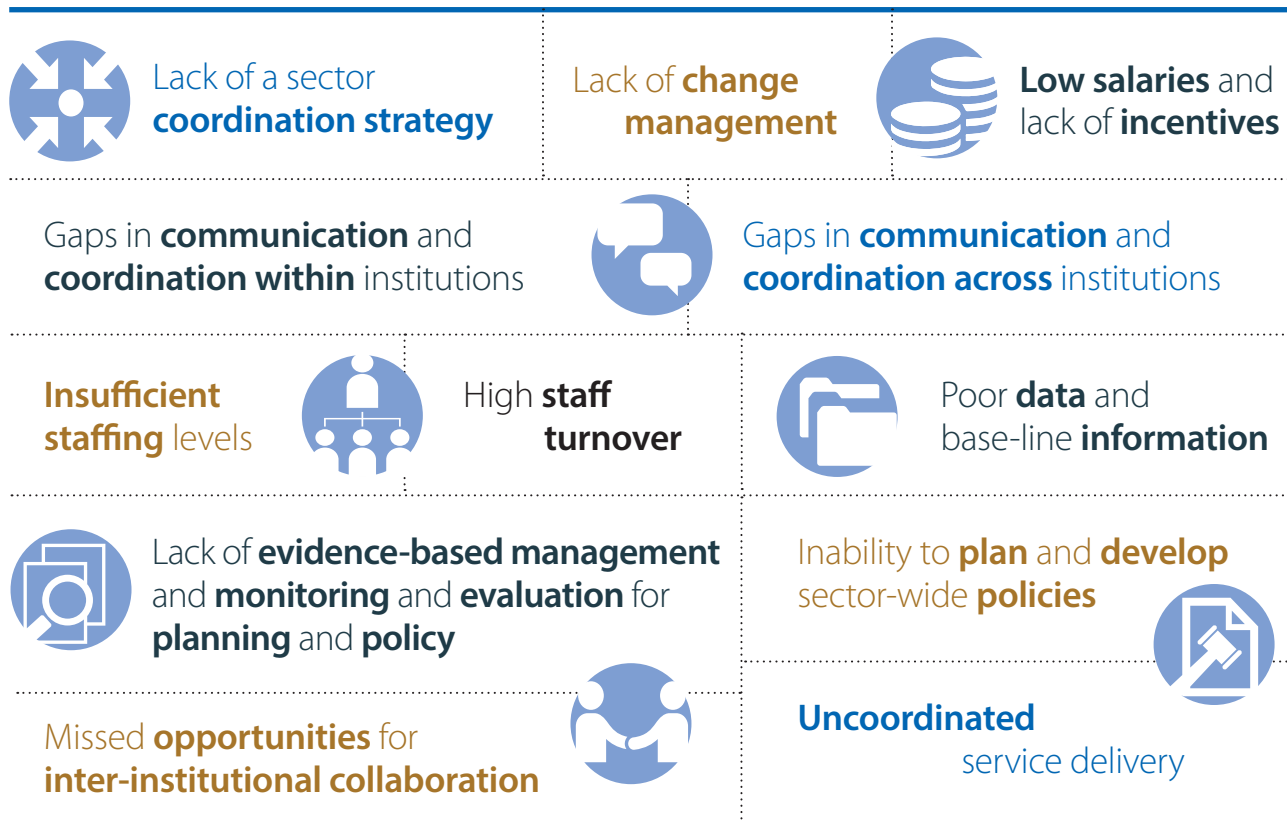 Lack of a sector
coordination strategy
Lack of change
management
Low salaries and
lack of incentives
Gaps in communication and
coordination within institutions
Gaps in communication and
coordination across institutions
Insufficient
staffing levels
High staff
turnover
Poor data and
base-line information
Lack of evidence-based management
and monitoring and evaluation for
planning and policy
Inability to plan and develop
sector-wide policies
Missed opportunities for
inter-institutional collaboration
Uncoordinated
service delivery